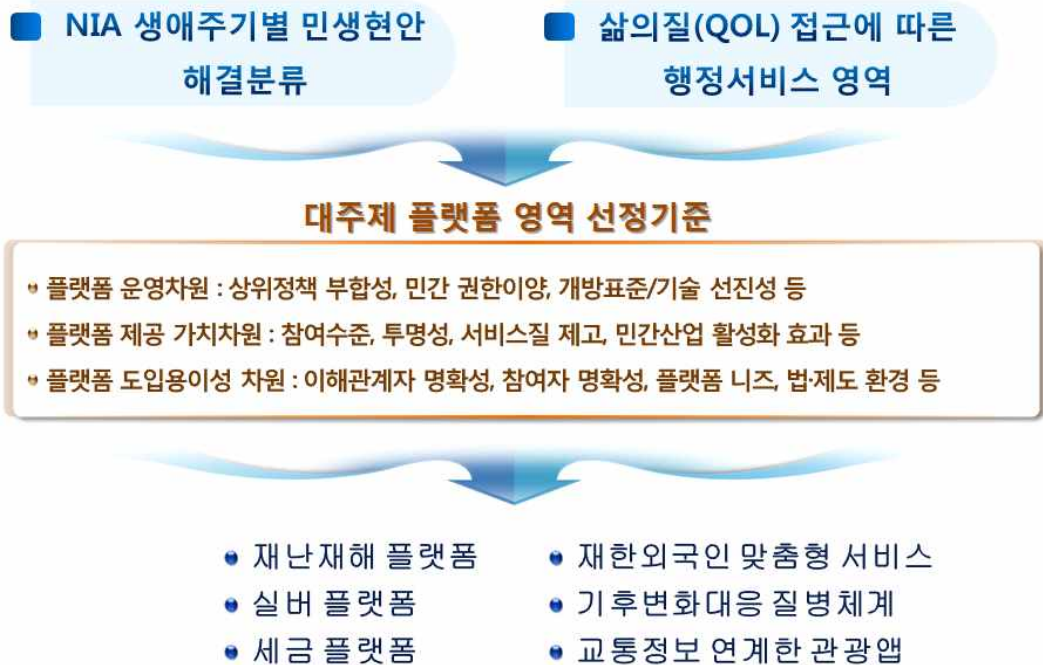 NIA 생애주기별 민생현안
해결분류
삶의질(QOL) 접근에 따른
행정서비스 영역
대주제 플랫폼 영역 선정기준
플랫폼 운영차원 : 상위정책 부합성, 민간 권한이양, 개방표준/기술 선진성 등
플랫폼 제공 가치차원 : 참여수준, 투명성, 서비스질 제고, 민간산업 활성화 효과 등
플랫폼 도입용이성 차원 : 이해관계자 명확성, 참여자 명확성, 플랫폼 니즈, 법·제도 환경 등
재난재해 플랫폼
실버 플랫폼
세금 플랫폼
재한외국인 맞춤형 서비스
기후변화대응 질병체계
교통정보 연계한 관광앱